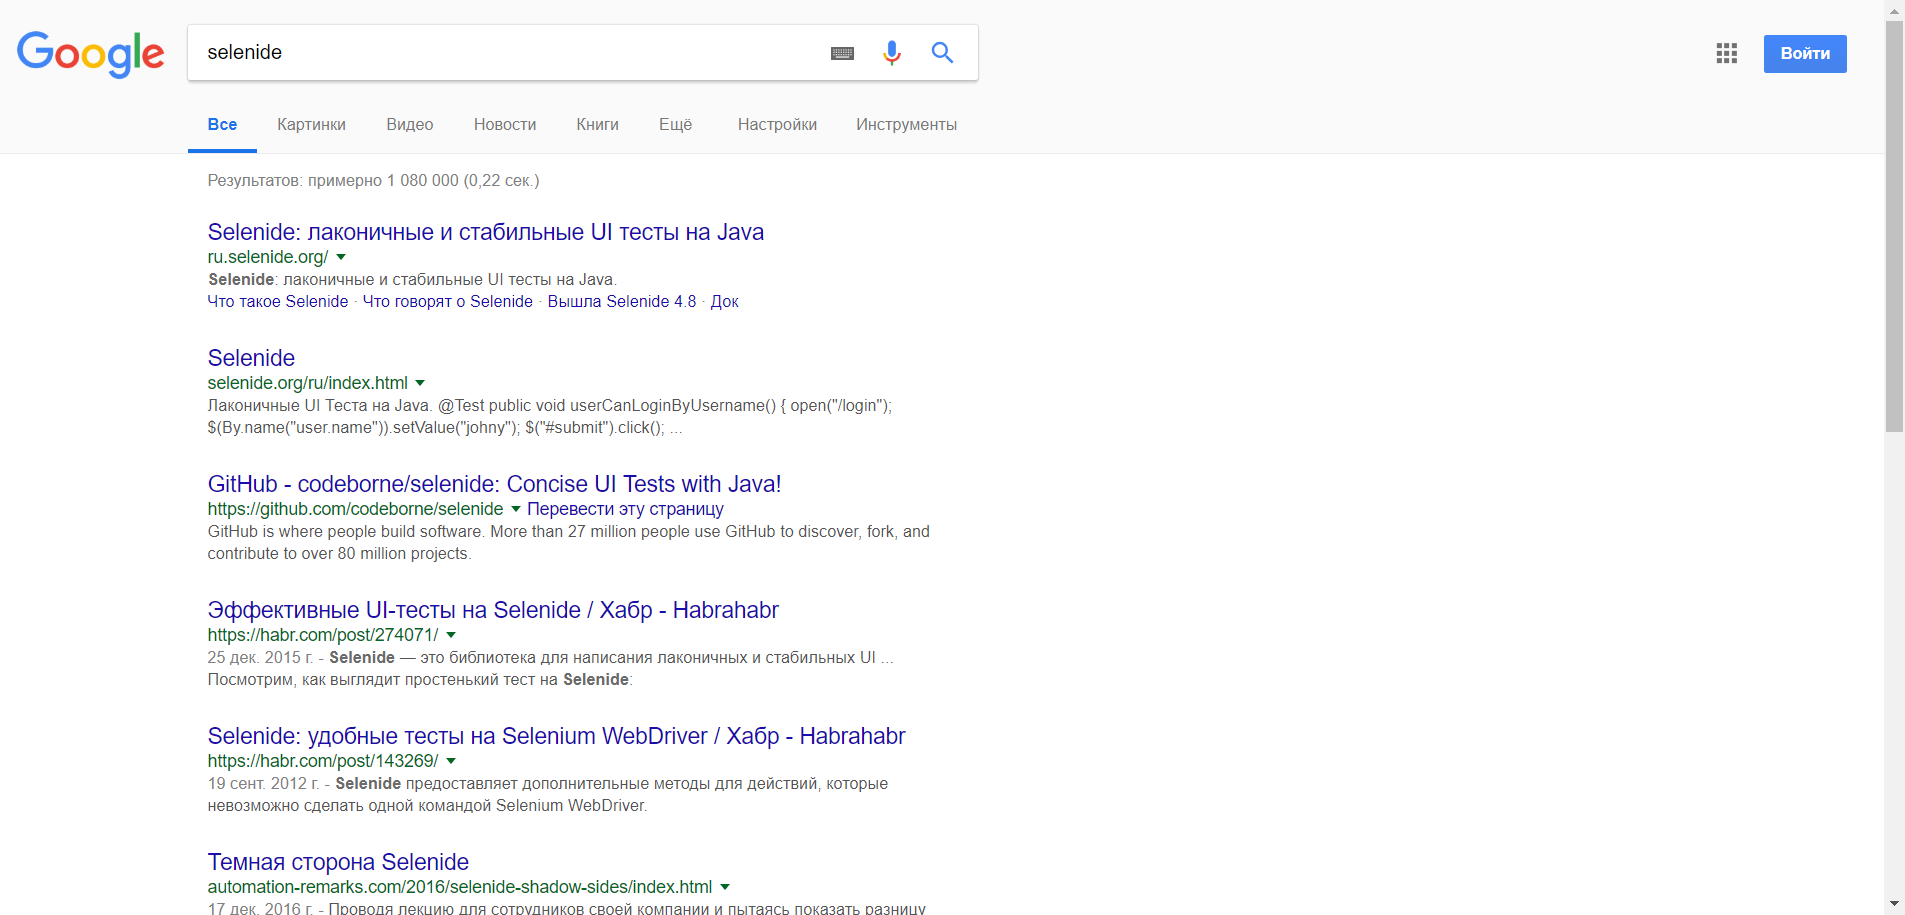 Google
selenide
Войти
Все Картинки Видео Новости Книги Ещё Настройки Инструменты
Результатов: примерно 1 080 000 (0,22 сек.)
Selenide: лаконичные и стабильные UI тесты на Java
ru.selenide.org/
Selenide: лаконичные и стабильные UI тесты на Java.
Что такое Selenide · Что говорят о Selenide · Вышла Selenide 4.8 · Док
Selenide
selenide.org/ru/index.html
Лаконичные UI Теста на Java. @Test public void userCanLoginByUsername() { open("/login");
$(By.name("user.name")).setValue("johny"); $("#submit").click(); ...
GitHub - codeborne/selenide: Concise UI Tests with Java!
https://github.com/codeborne/selenide Перевести эту страницу
GitHub is where people build software. More than 27 million people use GitHub to discover, fork, and
contribute to over 80 million projects.
Эффективные UI-тесты на Selenide / Хабр - Habrahabr
https://habr.com/post/274071/
25 дек. 2015 г. - Selenide — это библиотека для написания лаконичных и стабильных UI ...
Посмотрим, как выглядит простенький тест на Selenide:
Selenide: удобные тесты на Selenium WebDriver / Хабр - Habrahabr
https://habr.com/post/143269/
19 сент. 2012 г. - Selenide предоставляет дополнительные методы для действий, которые
невозможно сделать одной командой Selenium WebDriver.
Темная сторона Selenide
automation-remarks.com/2016/selenide-shadow-sides/index.html
17 дек. 2016 г. - Проводя лекцию для сотрудников своей компании и пытаясь показать разницу